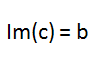 Im(c) = b